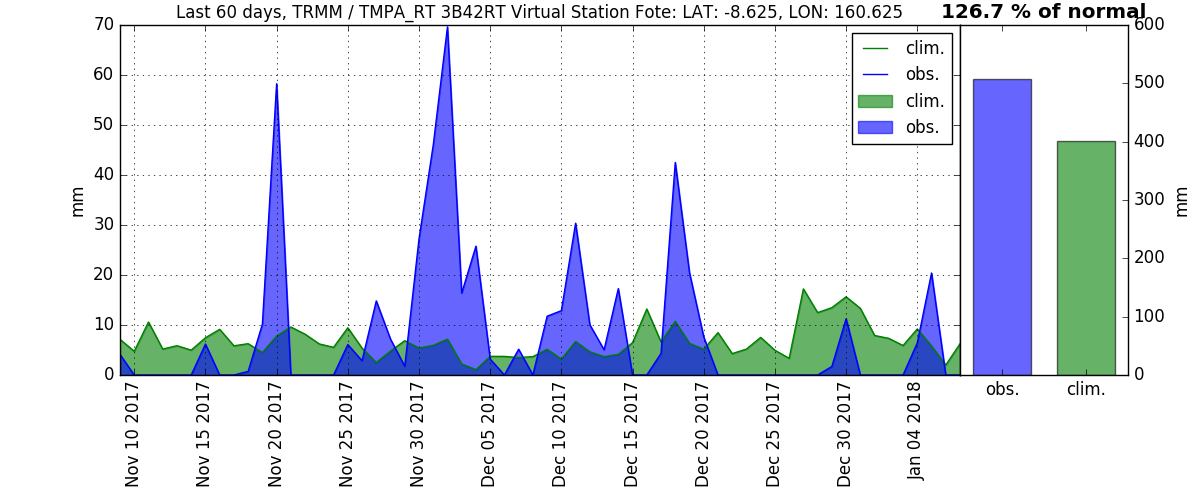 Last 60 days, TRMM / TMPA_RT 3B42RT Virtual Station Fote: LAT: -8.625, LON: 160.625
126.7 % of normal
70
60
50
40
30
20
10
0
mm
clim.
obs.
clim.
obs.
600
500
400
300
200
100
0
mm
obs.
clim.
Nov 10 2017
Nov 15 2017
Nov 20 2017
Nov 25 2017
Nov 30 2017
Dec 05 2017
Dec 10 2017
Dec 15 2017
Dec 20 2017
Dec 25 2017
Dec 30 2017
Jan 04 2018